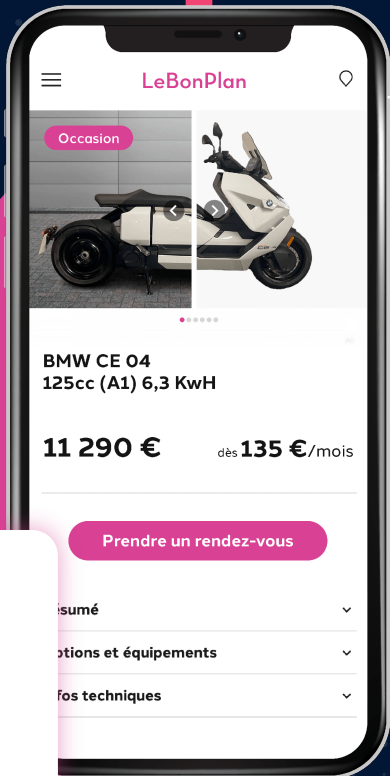 LeBonPlan
Occasion
BMW CE 04
125cc (A1) 6,3 KwH
11 290 €
dès 135 €/mois
Prendre un rendez-vous
ésumé
ptions et équipements
fos techniques